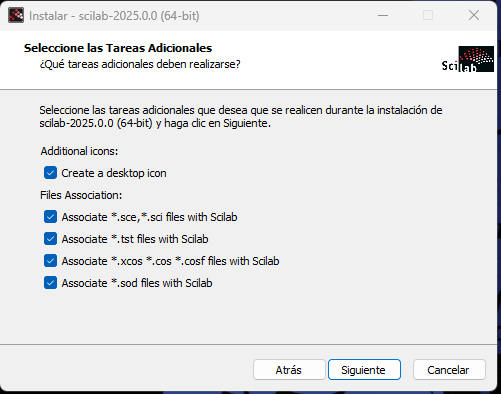 Instalar - scilab-2025.0.0 (64-bit)
Seleccione las Tareas Adicionales
¿Qué tareas adicionales deben realizarse?
Scilab
Seleccione las tareas adicionales que desea que se realicen durante la instalación de
scilab-2025.0.0 (64-bit) y haga clic en Siguiente.
Additional icons:
Create a desktop icon
Files Association:
Associate *.sce,*.sci files with Scilab
Associate *.tst files with Scilab
Associate *.xcos *.cos *.cosf files with Scilab
Associate *.sod files with Scilab
Atrás
Siguiente
Cancelar